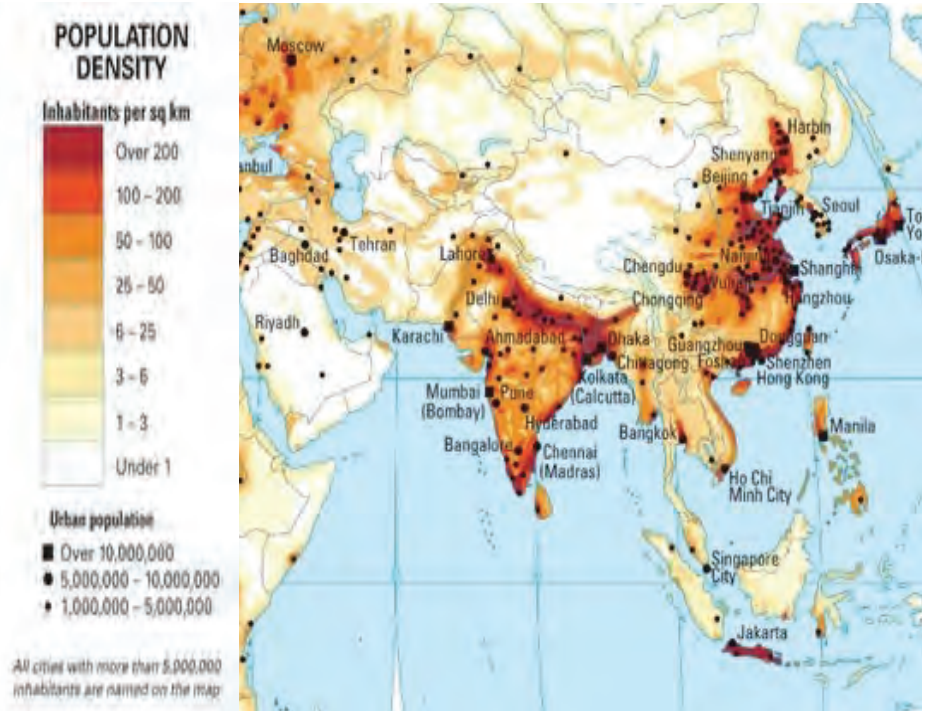 POPULATION
DENSITY
Inhabitants per sq km
Over 200
100 – 200
50 – 100
25 – 50
6 – 25
3 – 6
1 – 3
Under 1
Urban population
Over 10,000,000
5,000,000 – 10,000,000
1,000,000 – 5,000,000
All cities with more than 5,000,000
inhabitants are named on the map
Moscow
Harbin
Shenyang
anbul
Beijing
Tianjin
Seoul
To
Yo
Tehran
Baghdad
Lahore
Osaka-
Nanjing
Chengdu
Shanghai
Wuhan
Delhi
Chongqing
Hangzhou
Riyadh
Karachi
Ahmadabad
Dhaka
Guangzhou
Dongguan
Chittagong
Foshan
Shenzhen
Kolkata
(Calcutta)
Hong Kong
Mumbai
(Bombay)
Pune
Hyderabad
Manila
Bangkok
Bangalore
Chennai
(Madras)
Ho Chi
Minh City
Singapore
City
Jakarta